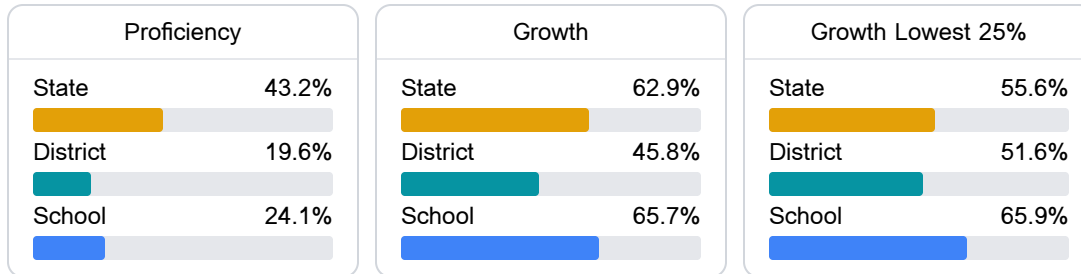 Proficiency
State 43.2%
District 19.6%
School 24.1%
Growth
State 62.9%
District 45.8%
School 65.7%
Growth Lowest 25%
State 55.6%
District 51.6%
School 65.9%